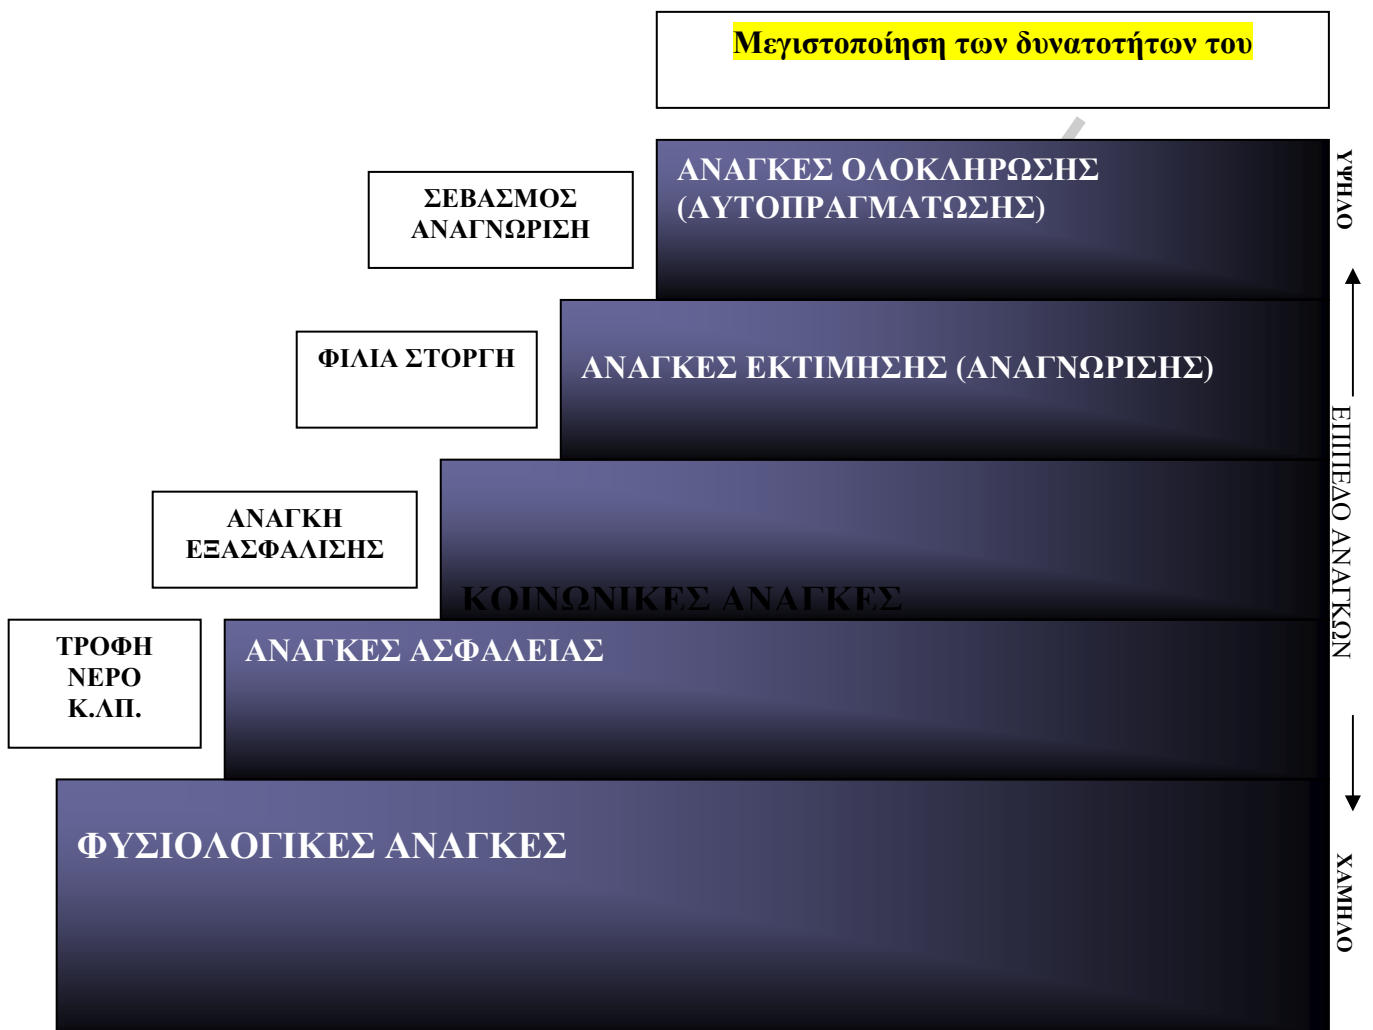 Μεγιστοποίηση των δυνατοτήτων του
ΑΝΑΓΚΕΣ ΟΛΟΚΛΗΡΩΣΗΣ
(ΑΥΤΟΠΡΑΓΜΑΤΩΣΗΣ)
ΥΨΗΛΟ
ΣΕΒΑΣΜΟΣ
ΑΝΑΓΝΩΡΙΣΗ
ΦΙΛΙΑ ΣΤΟΡΓΗ
ΑΝΑΓΚΕΣ ΕΚΤΙΜΗΣΗΣ (ΑΝΑΓΝΩΡΙΣΗΣ)
ΕΠΙΠΕΔΟ ΑΝΑΓΚΩΝ
ΑΝΑΓΚΗ
ΕΞΑΣΦΑΛΙΣΗΣ
ΚΟΙΝΩΝΙΚΕΣ ΑΝΑΓΚΕΣ
ΤΡΟΦΗ
ΝΕΡΟ
Κ.ΛΠ.
ΑΝΑΓΚΕΣ ΑΣΦΑΛΕΙΑΣ
ΦΥΣΙΟΛΟΓΙΚΕΣ ΑΝΑΓΚΕΣ
ΧΑΜΗΛΟ